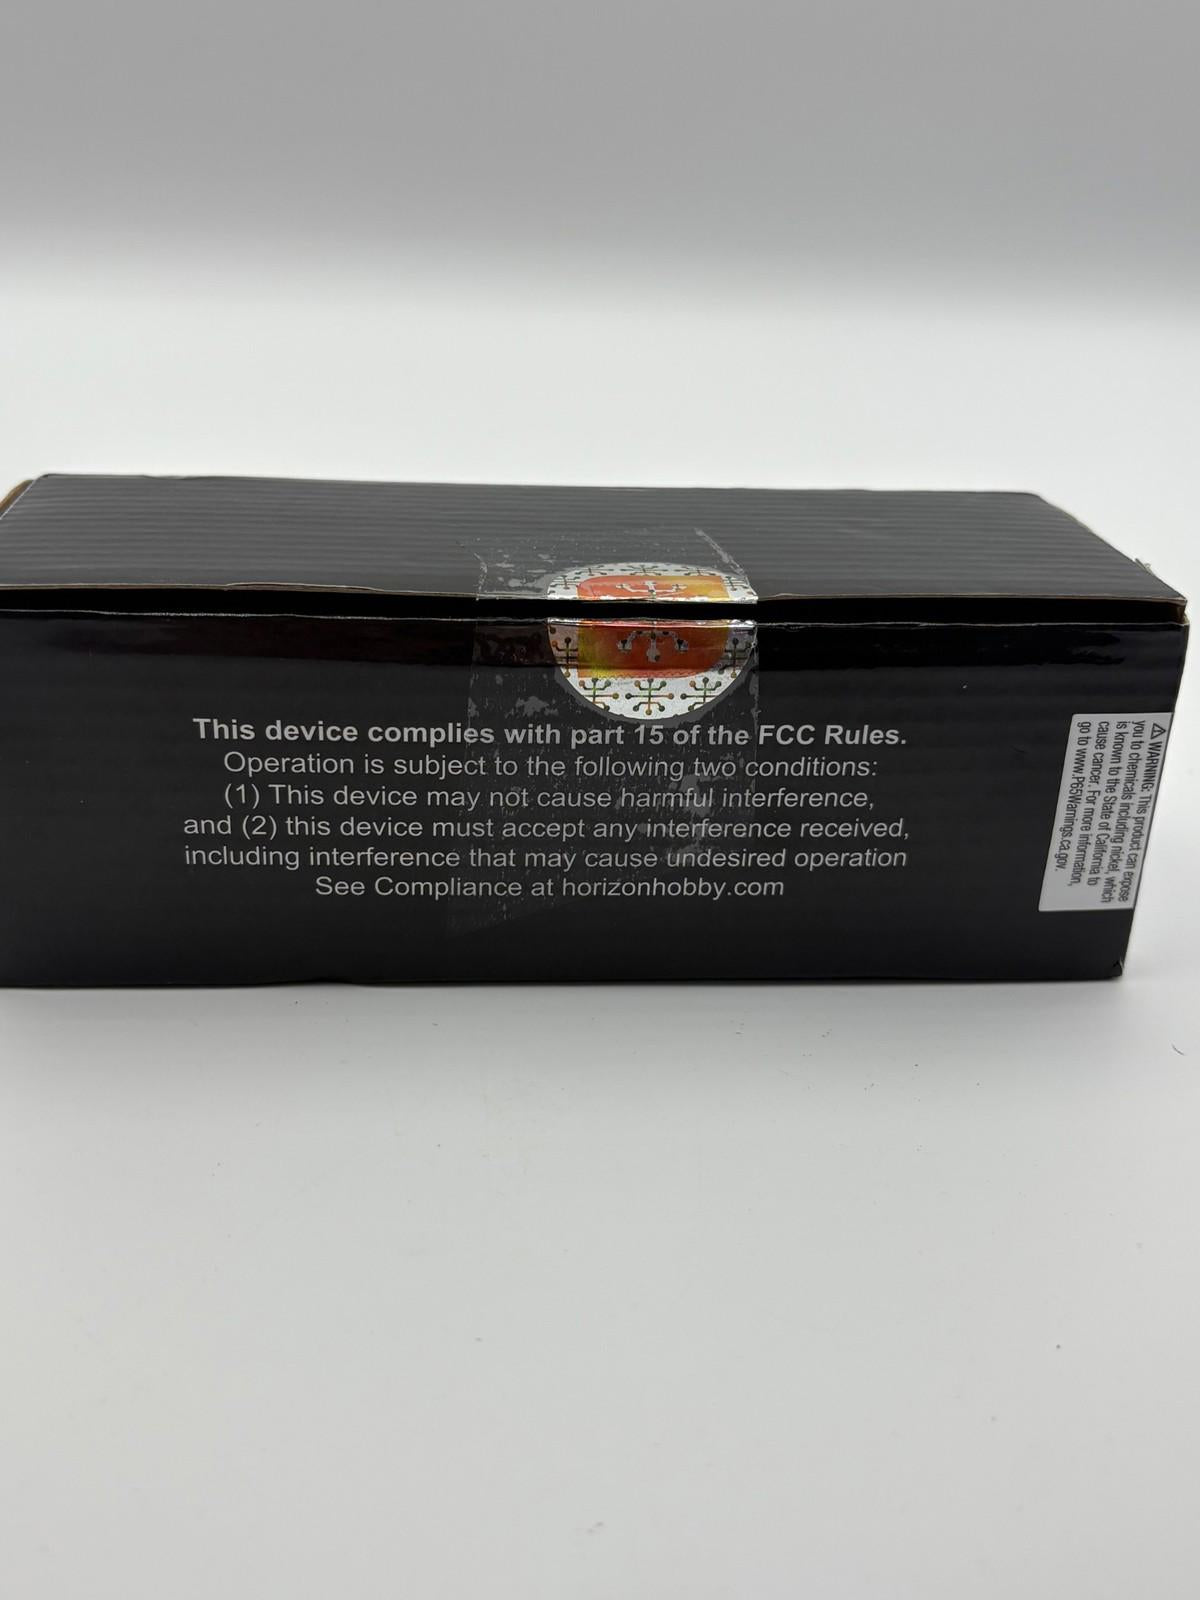 This device complies with part 15 of the FCC Rules.
Operation is subject to the following two conditions:
(1) This device may not cause harmful interference,
and (2) this device must accept any interference received,
including interference that may cause undesired operation
See Compliance at horizonhobby.com
⚠ WARNING: This product can expose
you to chemicals including nickel, which
is known to the State of California to
cause cancer. For more information,
go to www.P65Warnings.ca.gov.